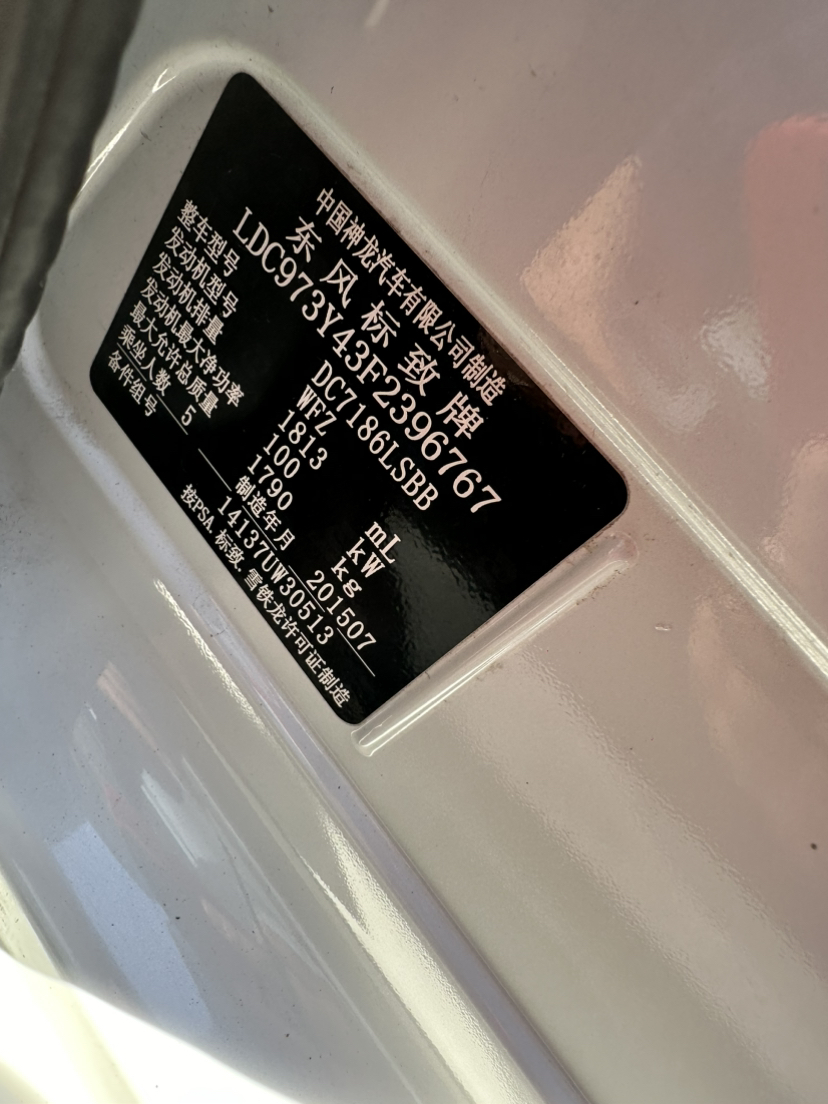 中国神龙汽车有限公司制造
东风标致牌
LDC973Y43F2396767
整车型号 DC7186LSBB
发动机型号 WFZ
发动机排量 1813 mL
发动机最大净功率 100 kW
最大允许总质量 1790 kg
乘坐人数 5 制造年月 201507
备件组号 14137UW30513
按PSA 标致.雪铁龙许可证制造